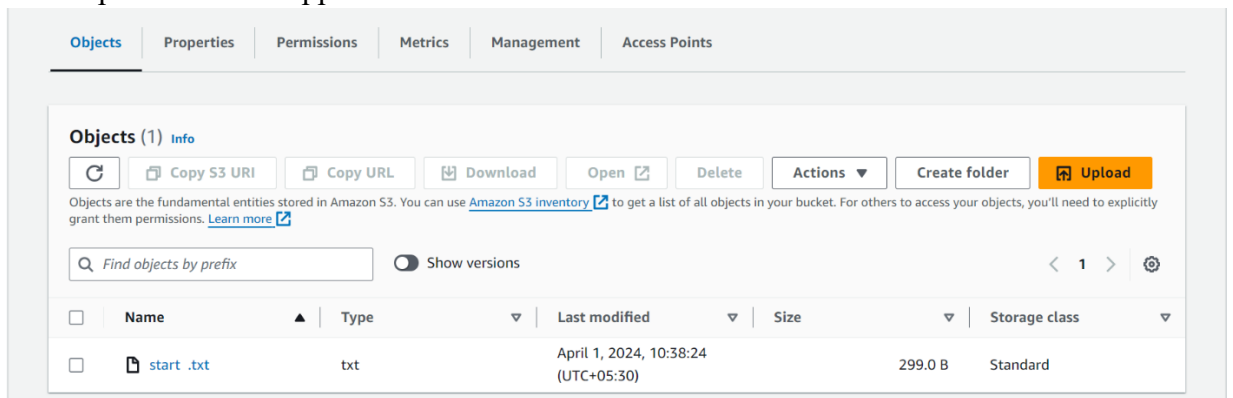 Objects Properties Permissions Metrics Management Access Points
Objects (1) Info
Copy S3 URI Copy URL Download Open Delete Actions Create folder Upload
Objects are the fundamental entities stored in Amazon S3. You can use Amazon S3 inventory to get a list of all objects in your bucket. For others to access your objects, you'll need to explicitly
grant them permissions. Learn more
Find objects by prefix Show versions 1
Name Type Last modified Size Storage class
start .txt txt April 1, 2024, 10:38:24 299.0 B Standard
(UTC+05:30)